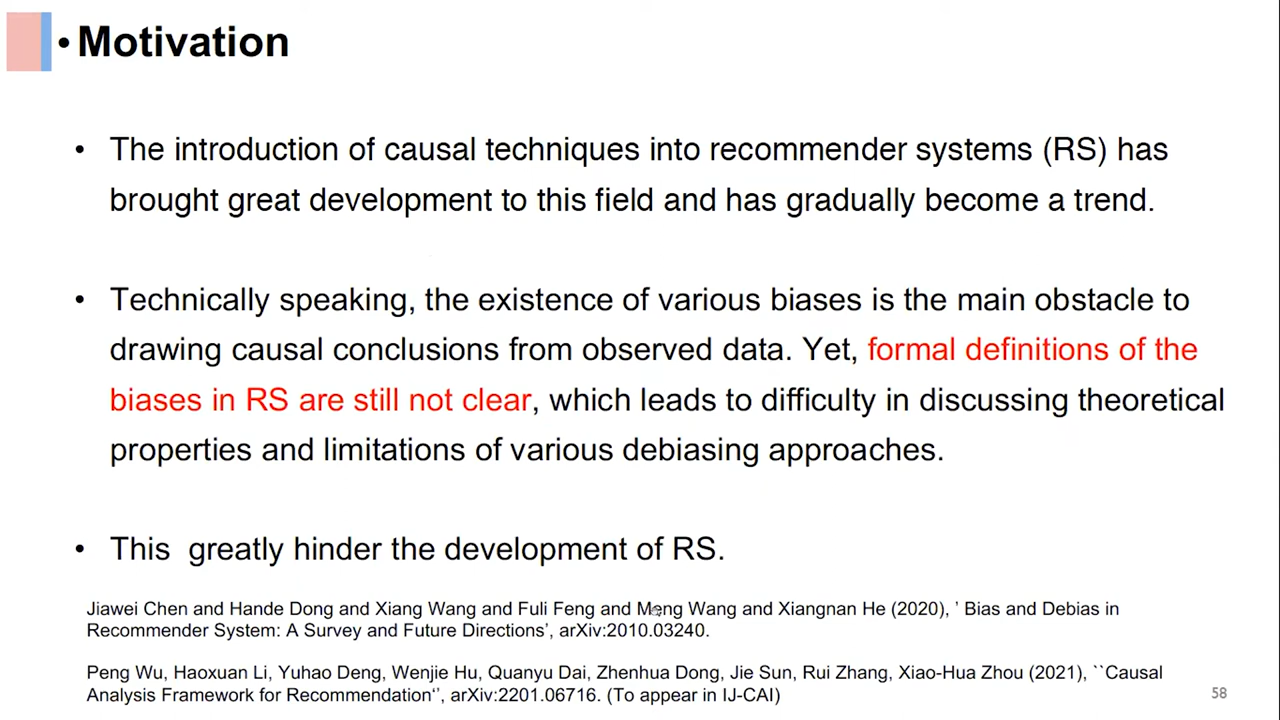 • Motivation
• The introduction of causal techniques into recommender systems (RS) has
brought great development to this field and has gradually become a trend.
• Technically speaking, the existence of various biases is the main obstacle to
drawing causal conclusions from observed data. Yet, formal definitions of the
biases in RS are still not clear, which leads to difficulty in discussing theoretical
properties and limitations of various debiasing approaches.
• This  greatly hinder the development of RS.
Jiawei Chen and Hande Dong and Xiang Wang and Fuli Feng and Meng Wang and Xiangnan He (2020), ’ Bias and Debias in
Recommender System: A Survey and Future Directions’, arXiv:2010.03240.
Peng Wu, Haoxuan Li, Yuhao Deng, Wenjie Hu, Quanyu Dai, Zhenhua Dong, Jie Sun, Rui Zhang, Xiao-Hua Zhou (2021), ``Causal
Analysis Framework for Recommendation‘’, arXiv:2201.06716. (To appear in IJ-CAI)
58